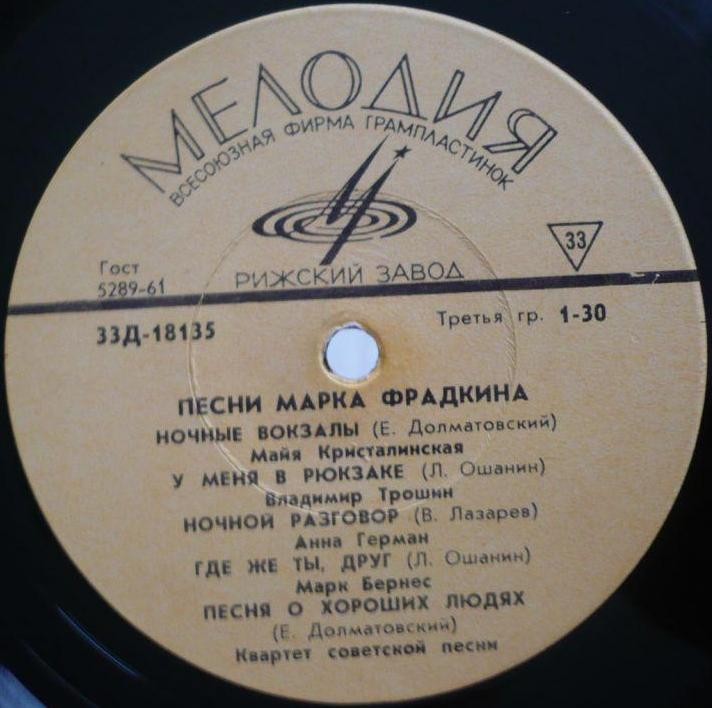 МЕЛОДИЯ
ВСЕСОЮЗНАЯ ФИРМА ГРАМПЛАСТИНОК
РИЖСКИЙ ЗАВОД
33
Гост
5289-61
33Д-18135
Третья гр. 1-30
ПЕСНИ МАРКА ФРАДКИНА
НОЧНЫЕ ВОКЗАЛЫ (Е. Долматовский)
Майя Кристалинская
У МЕНЯ В РЮКЗАКЕ (Л. Ошанин)
Владимир Трошин
НОЧНОЙ РАЗГОВОР (В. Лазарев)
Анна Герман
ГДЕ ЖЕ ТЫ, ДРУГ (Л. Ошанин)
Марк Бернес
ПЕСНЯ О ХОРОШИХ ЛЮДЯХ
(Е. Долматовский)
Квартет советской песни